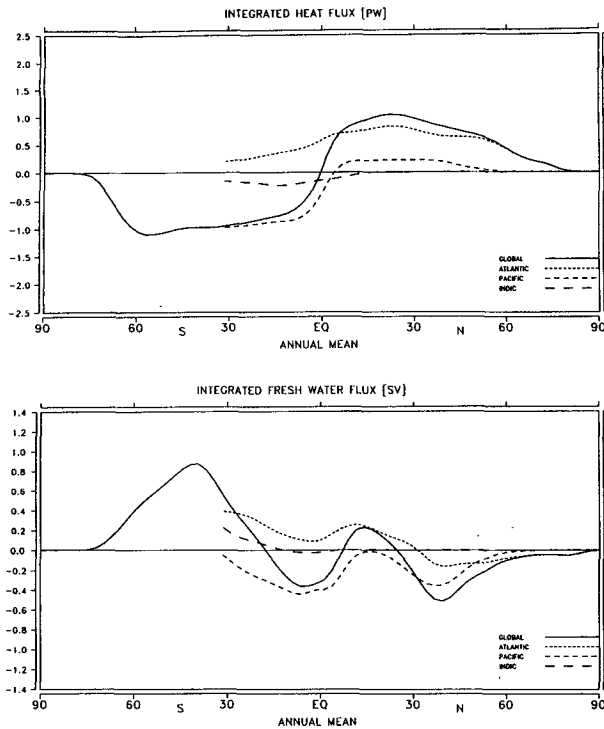 INTEGRATED HEAT FLUX [PW]
2.5
2.0
1.5
1.0
0.5
0.0
-0.5
-1.0
-1.5
-2.0
-2.5
GLOBAL
ATLANTIC
PACIFIC
INDIC
90 60 S 30 EQ 30 N 60 90
ANNUAL MEAN
INTEGRATED FRESH WATER FLUX [SV]
1.4
1.2
1.0
0.8
0.6
0.4
0.2
0.0
-0.2
-0.4
-0.6
-0.8
-1.0
-1.2
-1.4
GLOBAL
ATLANTIC
PACIFIC
INDIC
90 60 S 30 EQ 30 N 60 90
ANNUAL MEAN